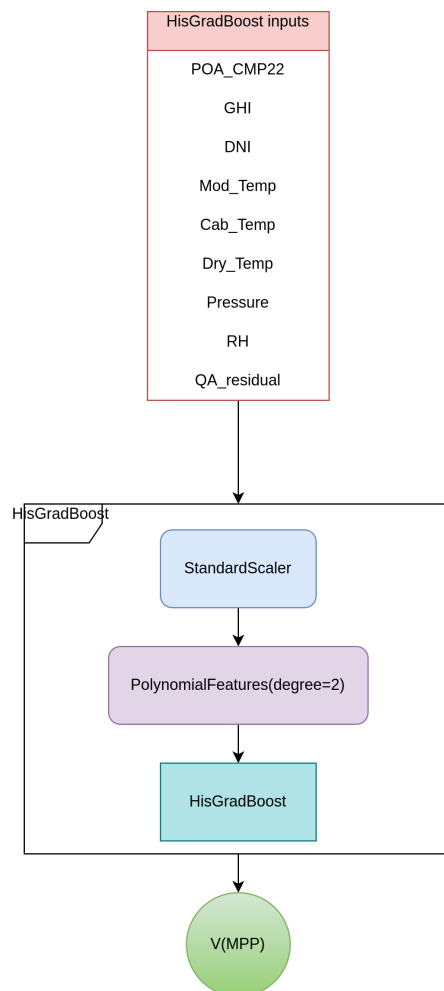 HisGradBoost inputs
POA_CMP22
GHI
DNI
Mod_Temp
Cab_Temp
Dry_Temp
Pressure
RH
QA_residual
HisGradBoost
StandardScaler
PolynomialFeatures(degree=2)
HisGradBoost
V(MPP)